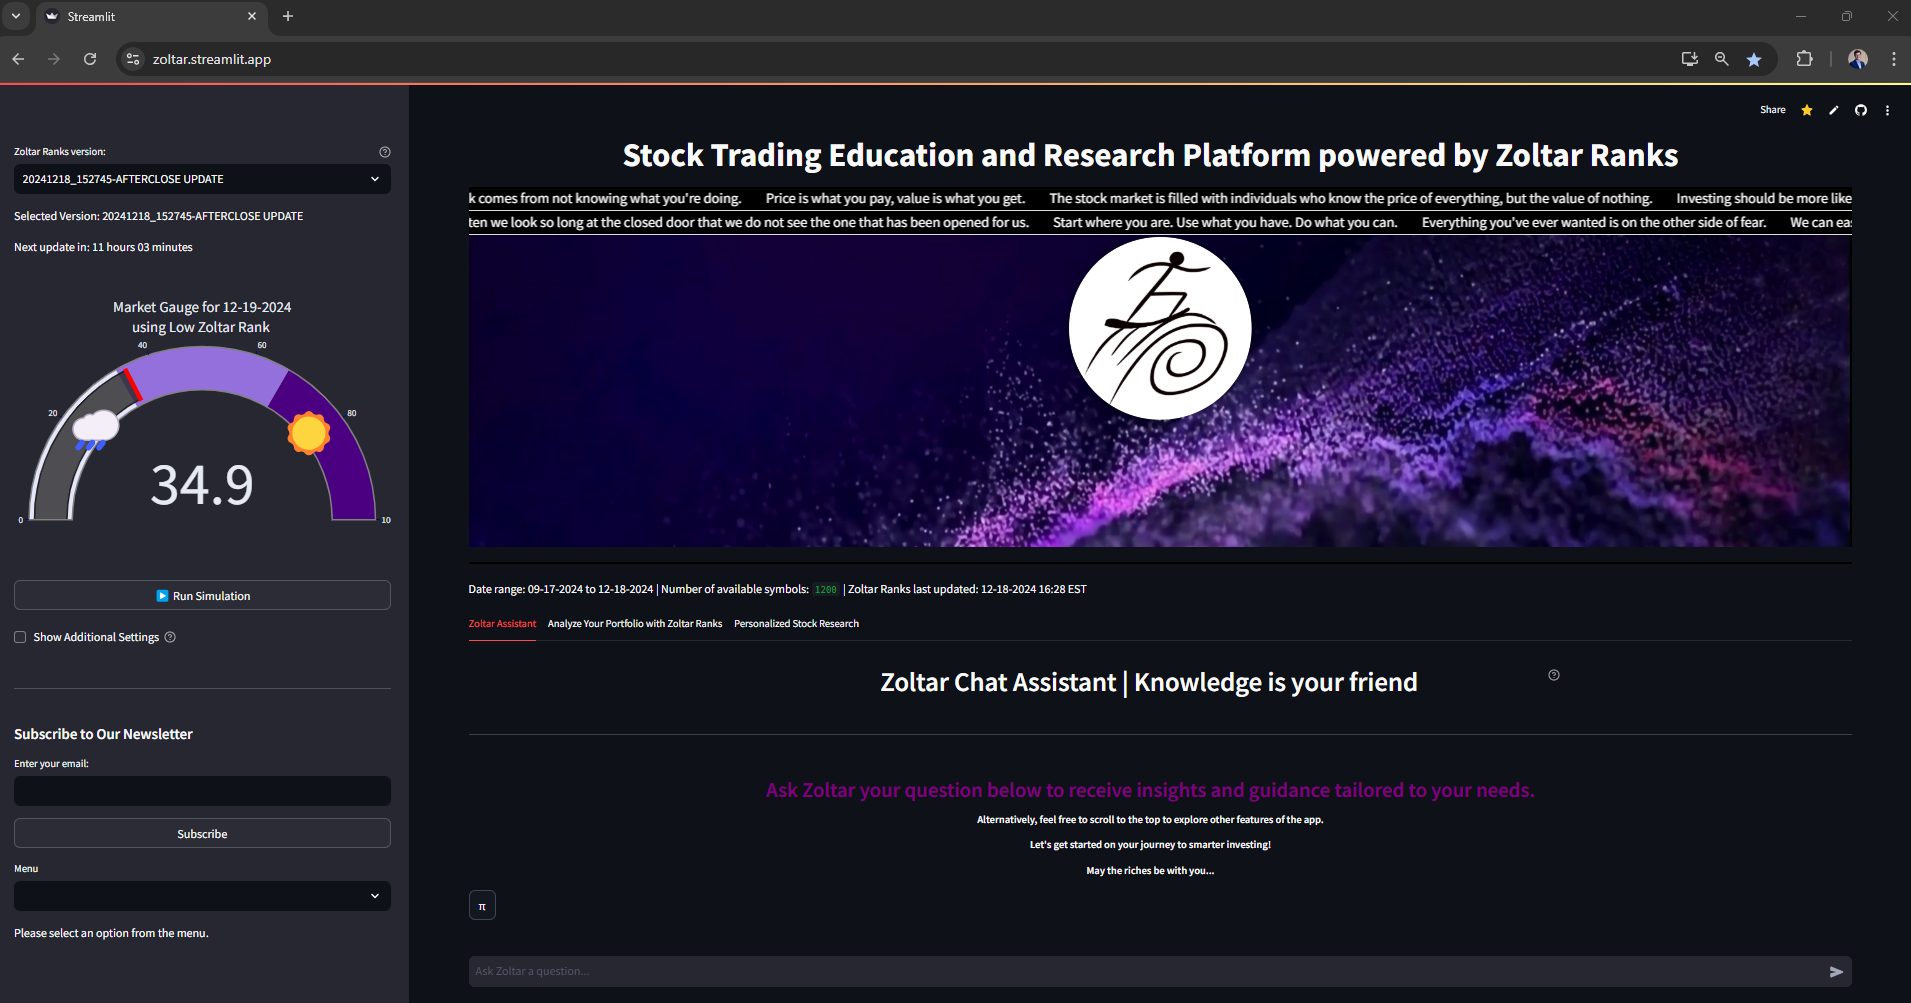 Streamlit
zoltar.streamlit.app
Share
Zoltar Ranks version:
20241218_152745-AFTERCLOSE UPDATE
Selected Version: 20241218_152745-AFTERCLOSE UPDATE
Next update in: 11 hours 03 minutes
Market Gauge for 12-19-2024
using Low Zoltar Rank
0
20
40
60
80
10
34.9
Run Simulation
Show Additional Settings
Subscribe to Our Newsletter
Enter your email:
Subscribe
Menu
Please select an option from the menu.
Stock Trading Education and Research Platform powered by Zoltar Ranks
k comes from not knowing what you're doing. Price is what you pay, value is what you get. The stock market is filled with individuals who know the price of everything, but the value of nothing. Investing should be more like
ten we look so long at the closed door that we do not see the one that has been opened for us. Start where you are. Use what you have. Do what you can. Everything you've ever wanted is on the other side of fear. We can eas
Date range: 09-17-2024 to 12-18-2024 | Number of available symbols: 1200 | Zoltar Ranks last updated: 12-18-2024 16:28 EST
Zoltar Assistant Analyze Your Portfolio with Zoltar Ranks Personalized Stock Research
Zoltar Chat Assistant | Knowledge is your friend
Ask Zoltar your question below to receive insights and guidance tailored to your needs.
Alternatively, feel free to scroll to the top to explore other features of the app.
Let's get started on your journey to smarter investing!
May the riches be with you...
π
Ask Zoltar a question...